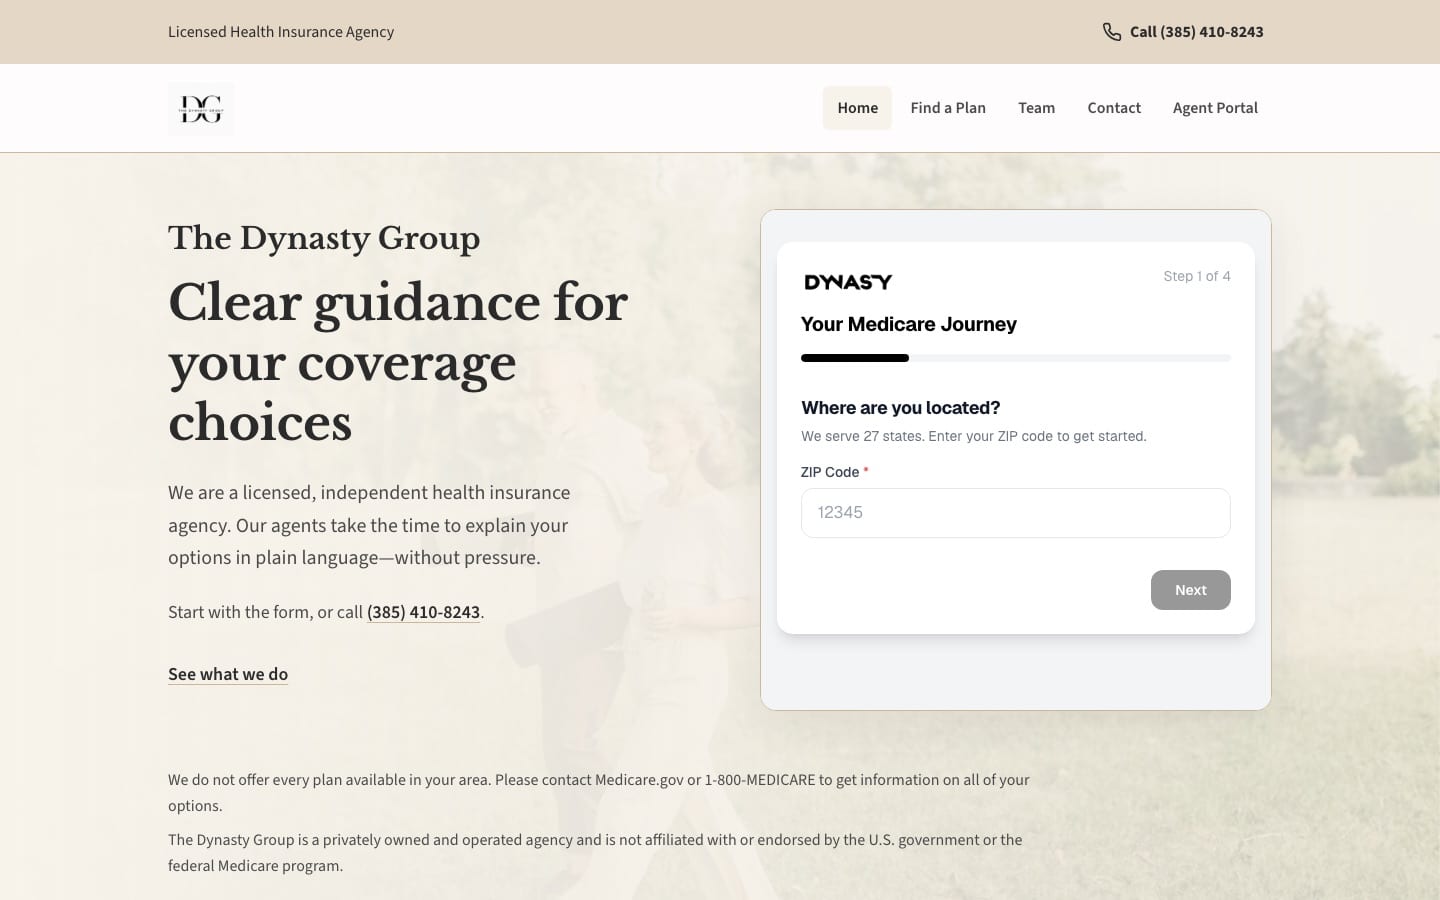 Licensed Health Insurance Agency
Call (385) 410-8243
DG
THE DYNASTY GROUP
Home
Find a Plan
Team
Contact
Agent Portal
The Dynasty Group
Clear guidance for
your coverage
choices
We are a licensed, independent health insurance
agency. Our agents take the time to explain your
options in plain language—without pressure.
Start with the form, or call (385) 410-8243.
See what we do
DYNASTY
Step 1 of 4
Your Medicare Journey
Where are you located?
We serve 27 states. Enter your ZIP code to get started.
ZIP Code *
12345
Next
We do not offer every plan available in your area. Please contact Medicare.gov or 1-800-MEDICARE to get information on all of your
options.
The Dynasty Group is a privately owned and operated agency and is not affiliated with or endorsed by the U.S. government or the
federal Medicare program.